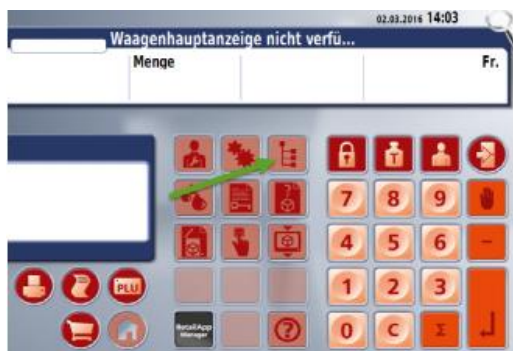 02.03.2016 14:03
Waagenhauptanzeige nicht verfü...
Menge Fr.
T
7 8 9
4 5 6 -
PLU
1 2 3
RetailApp
Manager
?
0 C Σ